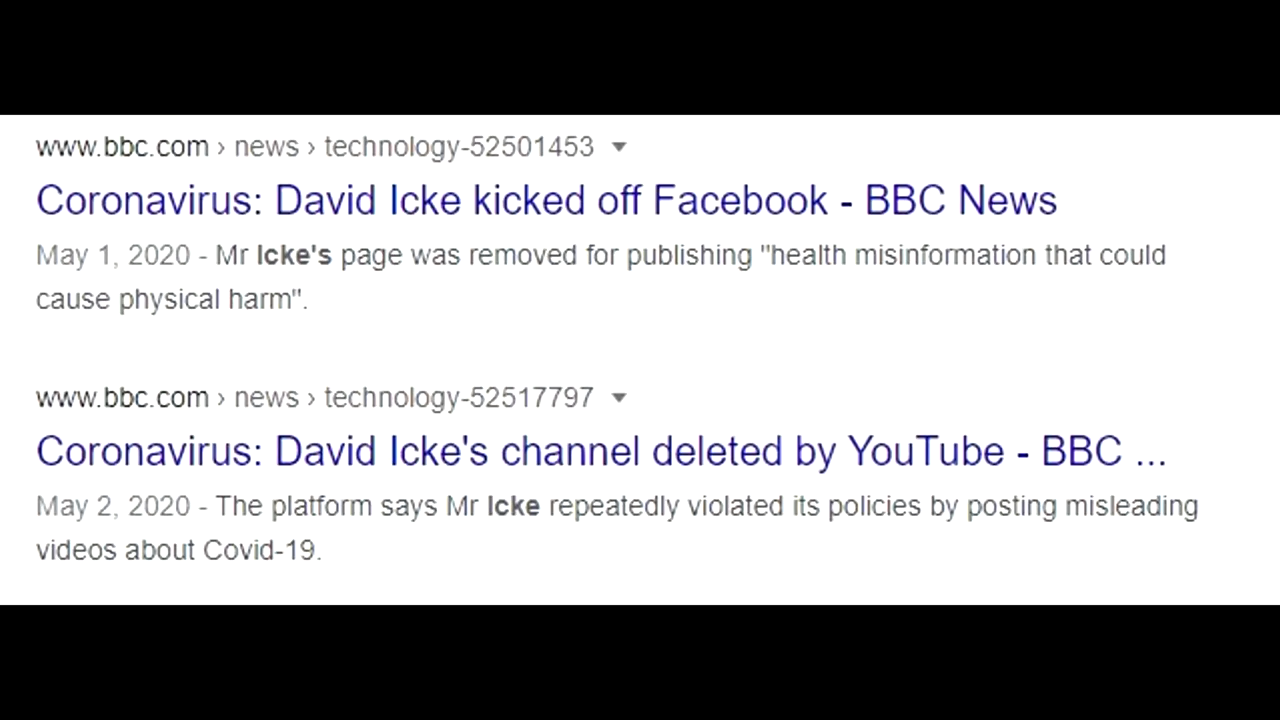 www.bbc.com › news › technology-52501453
Coronavirus: David Icke kicked off Facebook - BBC News
May 1, 2020 - Mr Icke's page was removed for publishing "health misinformation that could
cause physical harm".
www.bbc.com › news › technology-52517797
Coronavirus: David Icke's channel deleted by YouTube - BBC ...
May 2, 2020 - The platform says Mr Icke repeatedly violated its policies by posting misleading
videos about Covid-19.